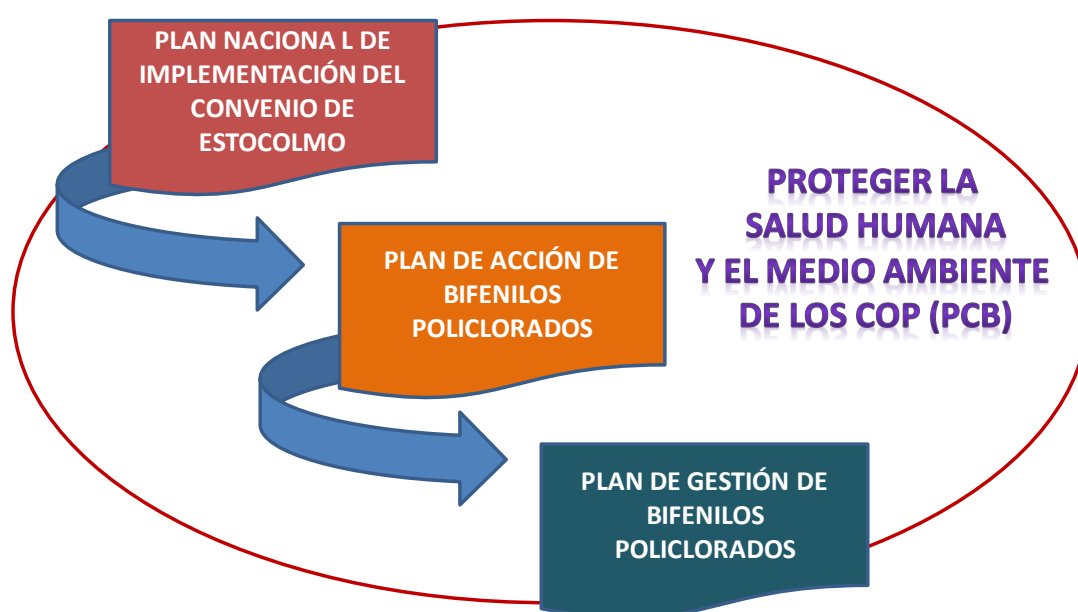 PLAN NACIONA L DE
IMPLEMENTACIÓN DEL
CONVENIO DE
ESTOCOLMO
PROTEGER LA
SALUD HUMANA
Y EL MEDIO AMBIENTE
DE LOS COP (PCB)
PLAN DE ACCIÓN DE
BIFENILOS
POLICLORADOS
PLAN DE GESTIÓN DE
BIFENILOS
POLICLORADOS